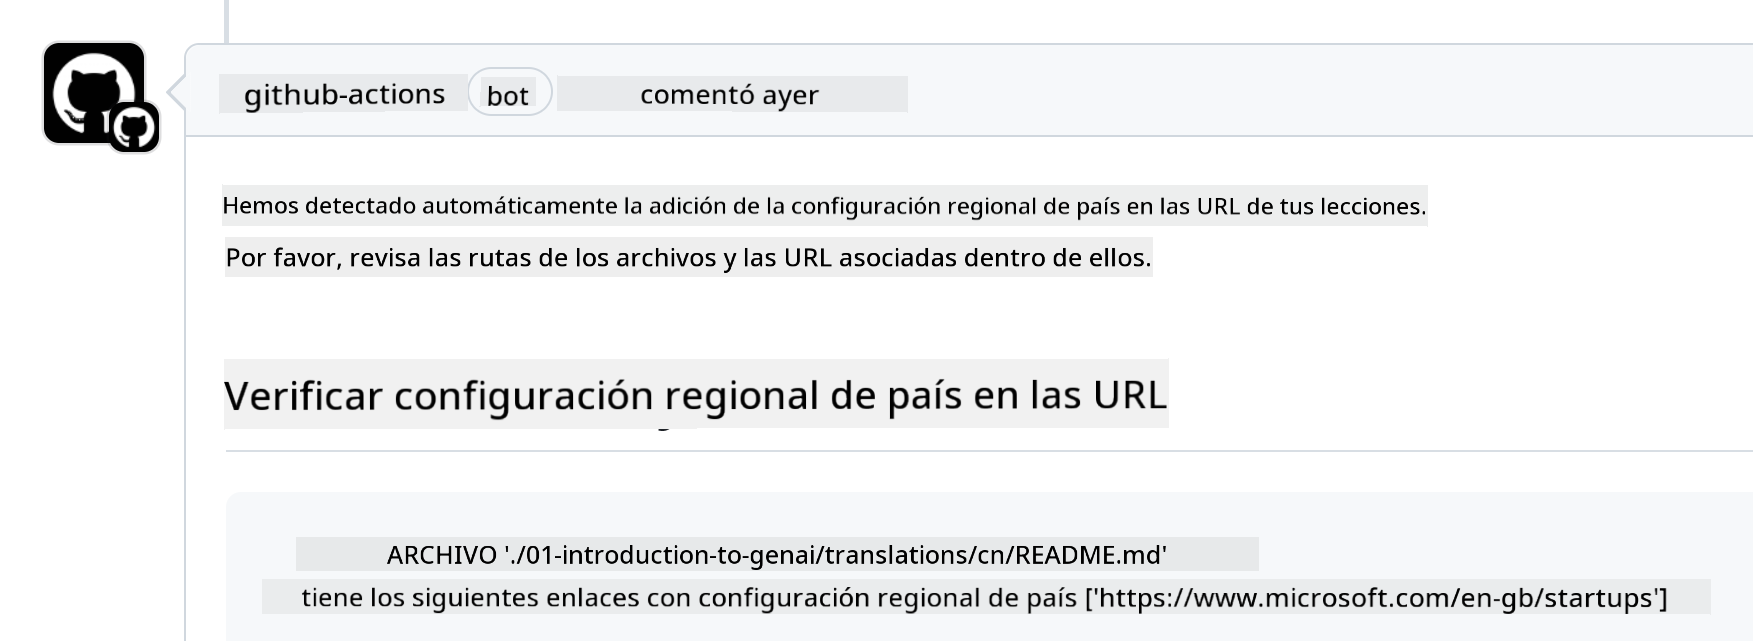 github-actions bot comentó ayer
Hemos detectado automáticamente la adición de la configuración regional de país en las URL de tus lecciones.
Por favor, revisa las rutas de los archivos y las URL asociadas dentro de ellos.
Verificar configuración regional de país en las URL
ARCHIVO './01-introduction-to-genai/translations/cn/README.md'
tiene los siguientes enlaces con configuración regional de país ['https://www.microsoft.com/en-gb/startups']